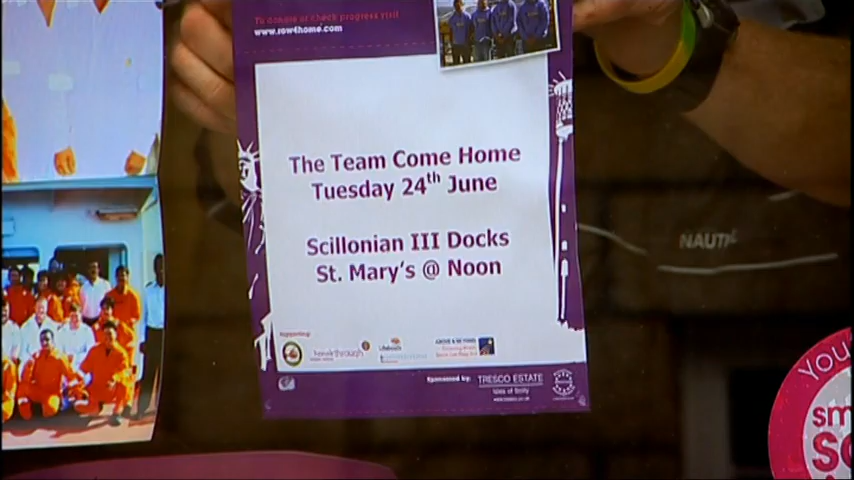 To donate or check progress visit
www.row4home.com
The Team Come Home
Tuesday 24th June
Scillonian III Docks
St. Mary's @ Noon
Supporting:
Sponsored by:
TRESCO ESTATE
Isles of Scilly
NAUTI
You
sm